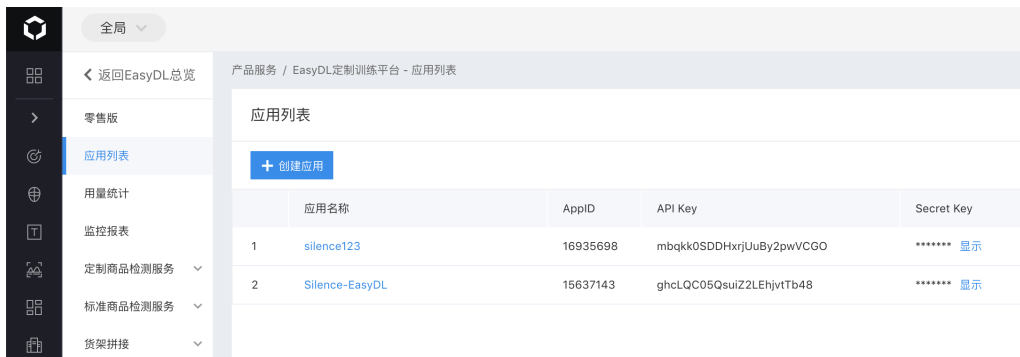 全局
返回EasyDL总览
零售版
应用列表
用量统计
监控报表
定制商品检测服务
标准商品检测服务
货架拼接
产品服务 / EasyDL定制训练平台 - 应用列表
应用列表
+ 创建应用
应用名称 AppID API Key Secret Key
1 silence123 16935698 mbqkk0SDDHxrjUuBy2pwVCGO ******* 显示
2 Silence-EasyDL 15637143 ghcLQC05QsuiZ2LEhjvtTb48 ******* 显示